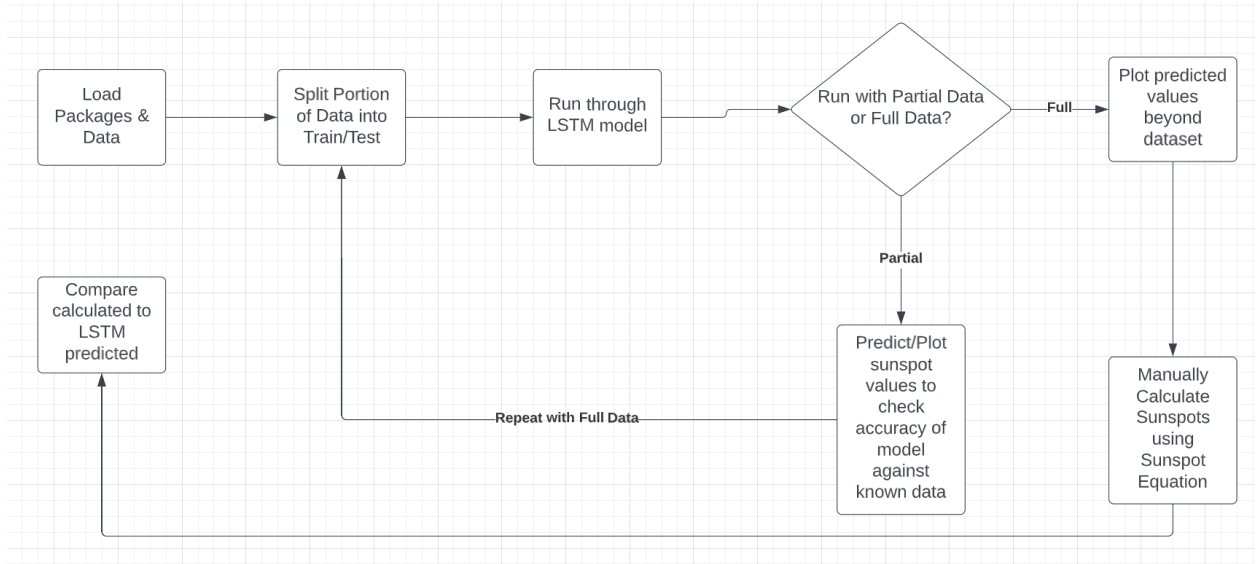 Load
Packages &
Data
Split Portion
of Data into
Train/Test
Run through
LSTM model
Run with Partial Data
or Full Data?
Full
Plot predicted
values
beyond
dataset
Partial
Compare
calculated to
LSTM
predicted
Repeat with Full Data
Predict/Plot
sunspot
values to
check
accuracy of
model
against
known data
Manually
Calculate
Sunspots
using
Sunspot
Equation